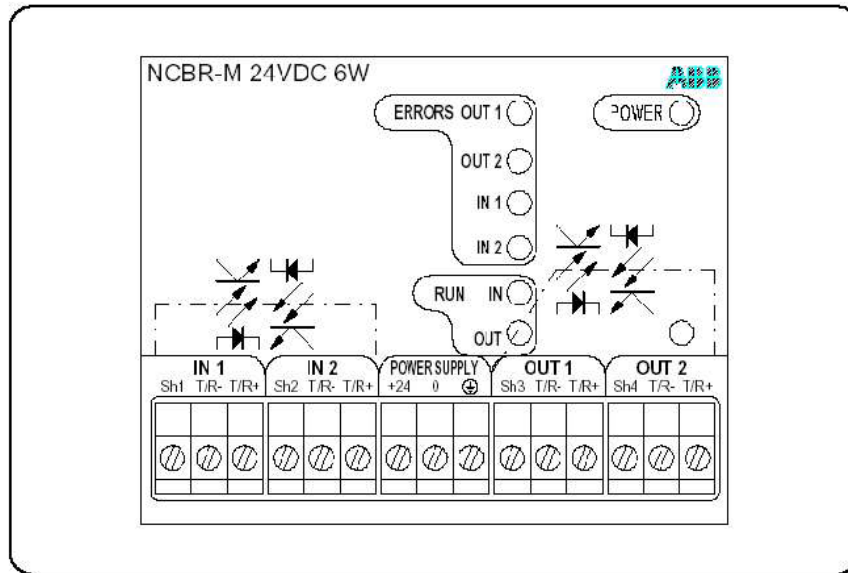 NCBR-M 24VDC 6W ABB
ERRORS OUT 1 POWER
OUT 2
IN 1
IN 2
RUN IN
OUT
IN 1 IN 2 POWER SUPPLY OUT 1 OUT 2
Sh1 T/R- T/R+ Sh2 T/R- T/R+ +24 0 Sh3 T/R- T/R+ Sh4 T/R- T/R+